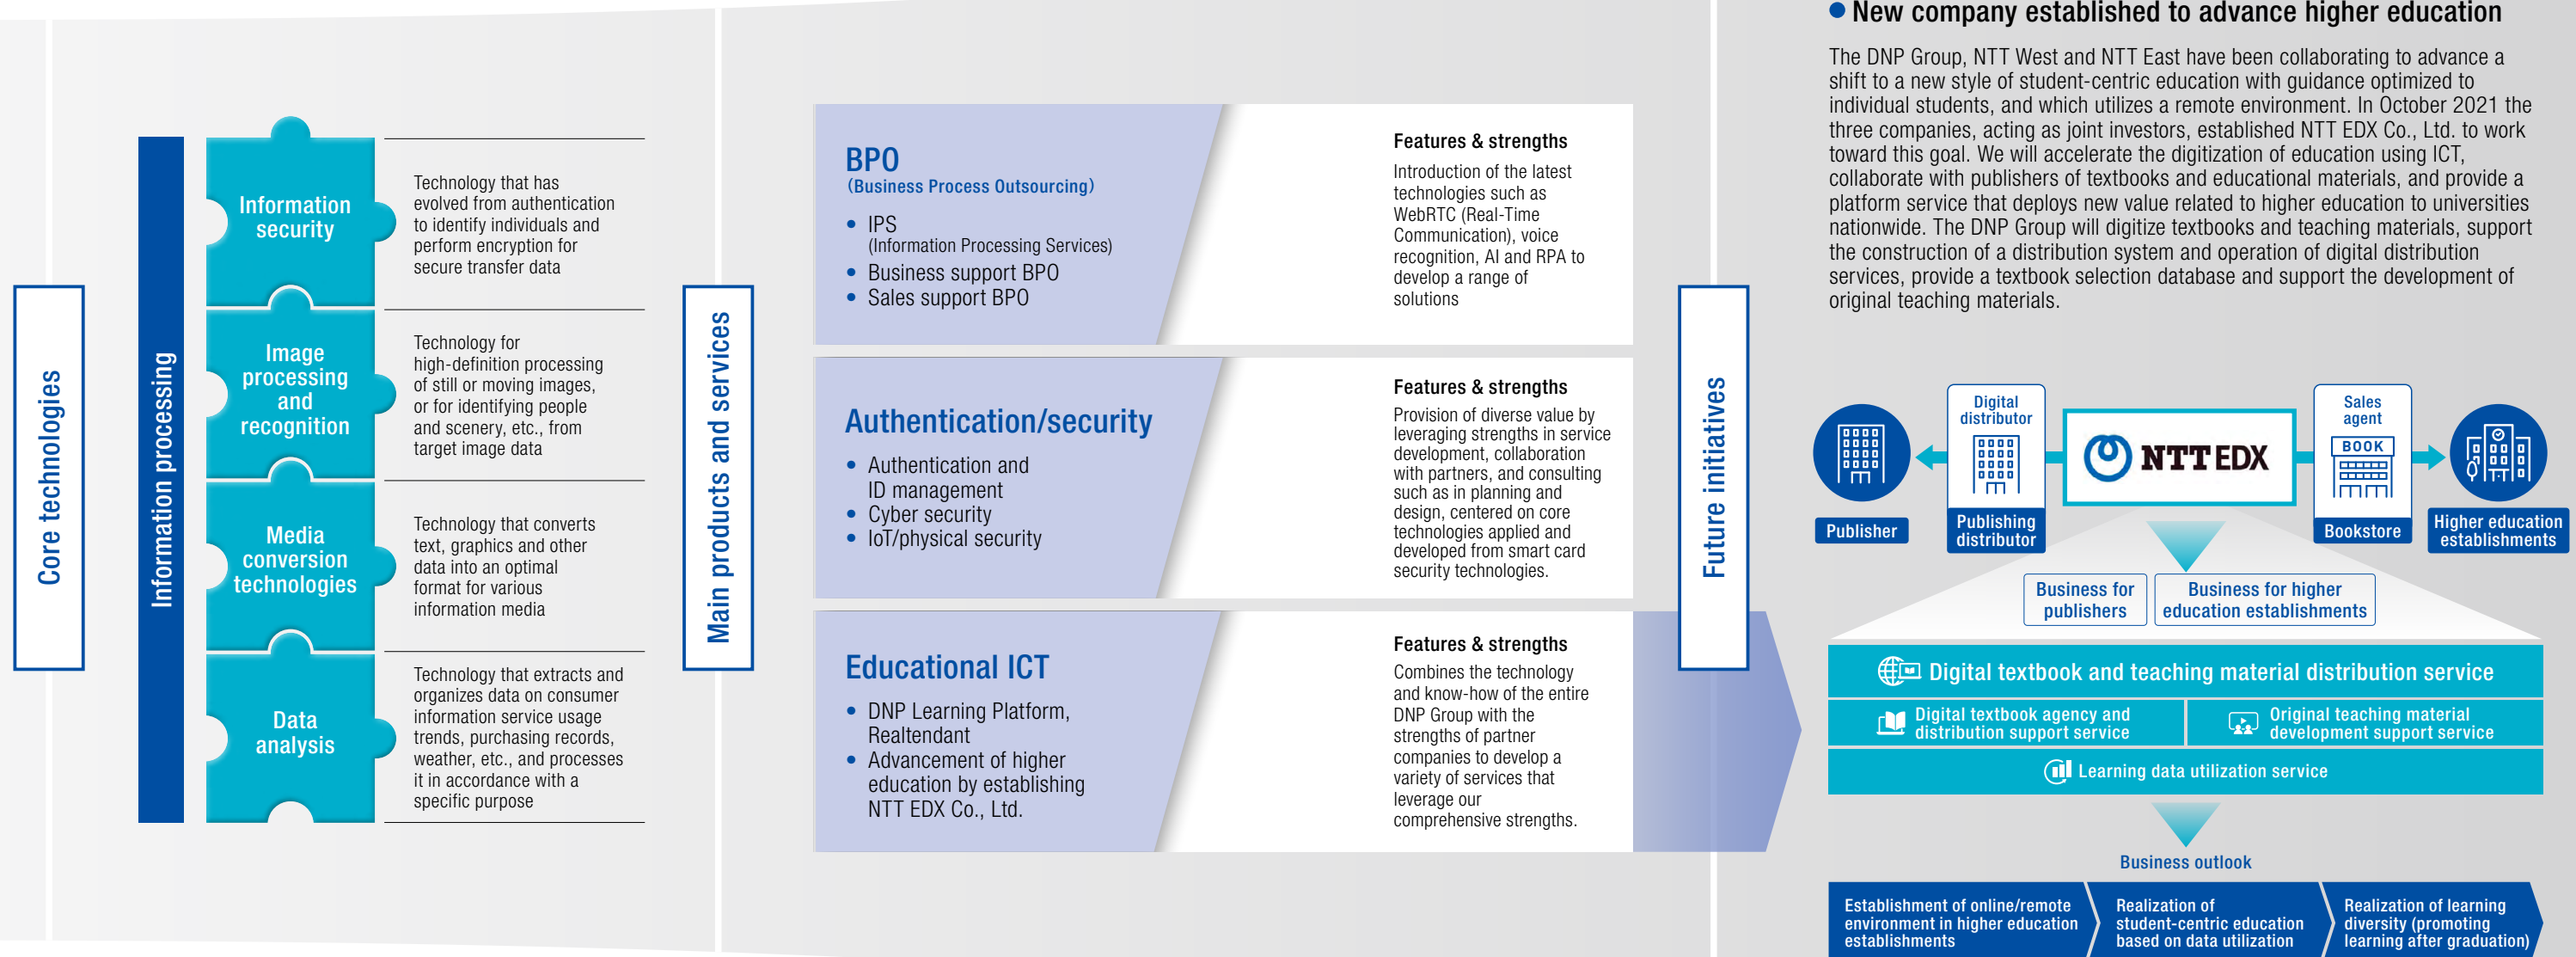 Core technologies
Information processing
Information
security
Technology that has
evolved from authentication
to identify individuals and
perform encryption for
secure transfer data
Image
processing
and
recognition
Technology for
high-definition processing
of still or moving images,
or for identifying people
and scenery, etc., from
target image data
Media
conversion
technologies
Technology that converts
text, graphics and other
data into an optimal
format for various
information media
Data
analysis
Technology that extracts and
organizes data on consumer
information service usage
trends, purchasing records,
weather, etc., and processes
it in accordance with a
specific purpose
Main products and services
BPO
(Business Process Outsourcing)
• IPS
(Information Processing Services)
• Business support BPO
• Sales support BPO
Features & strengths
Introduction of the latest
technologies such as
WebRTC (Real-Time
Communication), voice
recognition, AI and RPA to
develop a range of
solutions
Authentication/security
• Authentication and
ID management
• Cyber security
• IoT/physical security
Features & strengths
Provision of diverse value by
leveraging strengths in service
development, collaboration
with partners, and consulting
such as in planning and
design, centered on core
technologies applied and
developed from smart card
security technologies.
Educational ICT
• DNP Learning Platform,
Realtendant
• Advancement of higher
education by establishing
NTT EDX Co., Ltd.
Features & strengths
Combines the technology
and know-how of the entire
DNP Group with the
strengths of partner
companies to develop a
variety of services that
leverage our
comprehensive strengths.
Future initiatives
• New company established to advance higher education
The DNP Group, NTT West and NTT East have been collaborating to advance a
shift to a new style of student-centric education with guidance optimized to
individual students, and which utilizes a remote environment. In October 2021 the
three companies, acting as joint investors, established NTT EDX Co., Ltd. to work
toward this goal. We will accelerate the digitization of education using ICT,
collaborate with publishers of textbooks and educational materials, and provide a
platform service that deploys new value related to higher education to universities
nationwide. The DNP Group will digitize textbooks and teaching materials, support
the construction of a distribution system and operation of digital distribution
services, provide a textbook selection database and support the development of
original teaching materials.
Publisher
Digital
distributor
Publishing
distributor
NTT EDX
Sales
agent
BOOK
Bookstore
Higher education
establishments
Business for
publishers
Business for higher
education establishments
Digital textbook and teaching material distribution service
Digital textbook agency and
distribution support service
Original teaching material
development support service
Learning data utilization service
Business outlook
Establishment of online/remote
environment in higher education
establishments
Realization of
student-centric education
based on data utilization
Realization of learning
diversity (promoting
learning after graduation)